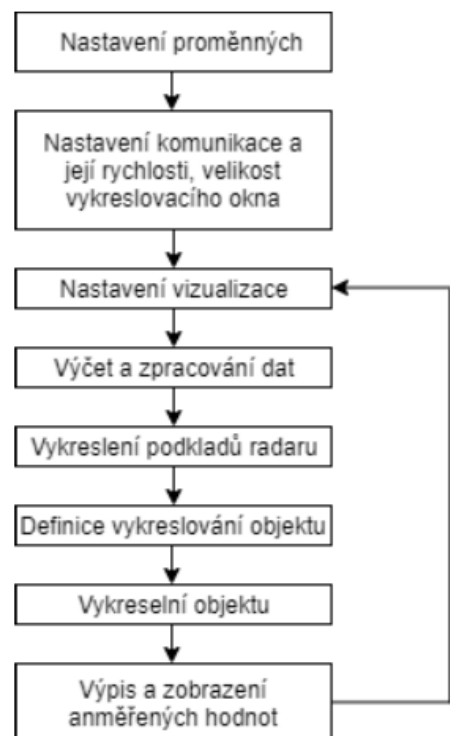 Nastavení proměnných
Nastavení komunikace a
její rychlosti, velikost
vykreslovacího okna
Nastavení vizualizace
Výčet a zpracování dat
Vykreslení podkladů radaru
Definice vykreslování objektu
Vykreselní objektu
Výpis a zobrazení
anměřených hodnot